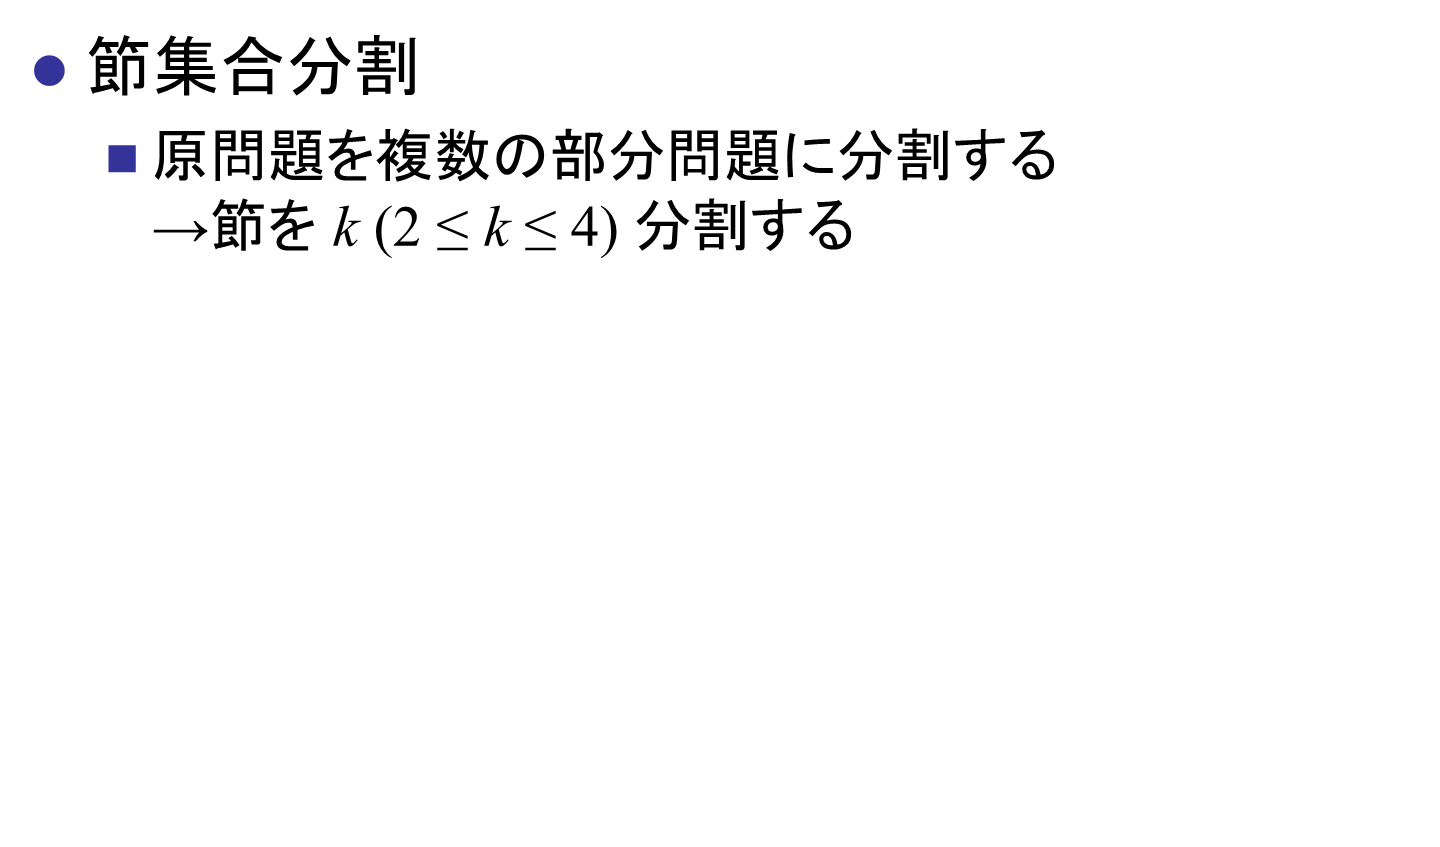 ● 節集合分割
■ 原問題を複数の部分問題に分割する
→節を k (2 ≤ k ≤ 4) 分割する